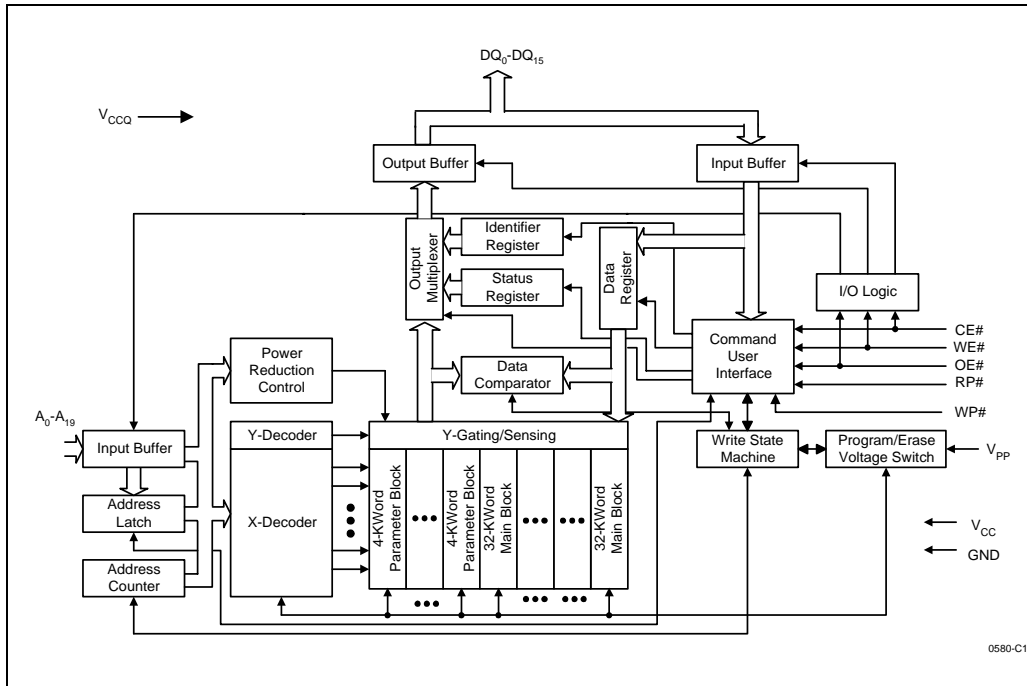 DQ0-DQ15
VCCQ
Output Buffer
Input Buffer
Output
Multiplexer
Identifier
Register
Status
Register
Data
Register
I/O Logic
CE#
WE#
OE#
RP#
WP#
Command
User
Interface
Power
Reduction
Control
Data
Comparator
A0-A19
Input Buffer
Y-Decoder
Y-Gating/Sensing
Write State
Machine
Program/Erase
Voltage Switch
VPP
Address
Latch
X-Decoder
4-KWord
Parameter Block
4-KWord
Parameter Block
32-KWord
Main Block
32-KWord
Main Block
Address
Counter
VCC
GND
0580-C1